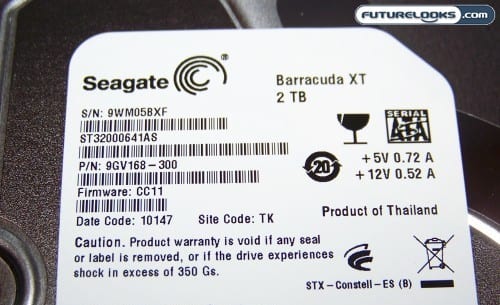 FUTURELOOKS.COM
Seagate
Barracuda XT
2 TB
S/N: 9WM05BXF
ST32000641AS
P/N: 9GV168-300
Firmware: CC11
Date Code: 10147 Site Code: TK
SERIAL
ATA
20
+5V 0.72 A
+12V 0.52 A
Product of Thailand
Caution. Product warranty is void if any seal
or label is removed, or if the drive experiences
shock in excess of 350 Gs.
STX-Constell-ES (B)